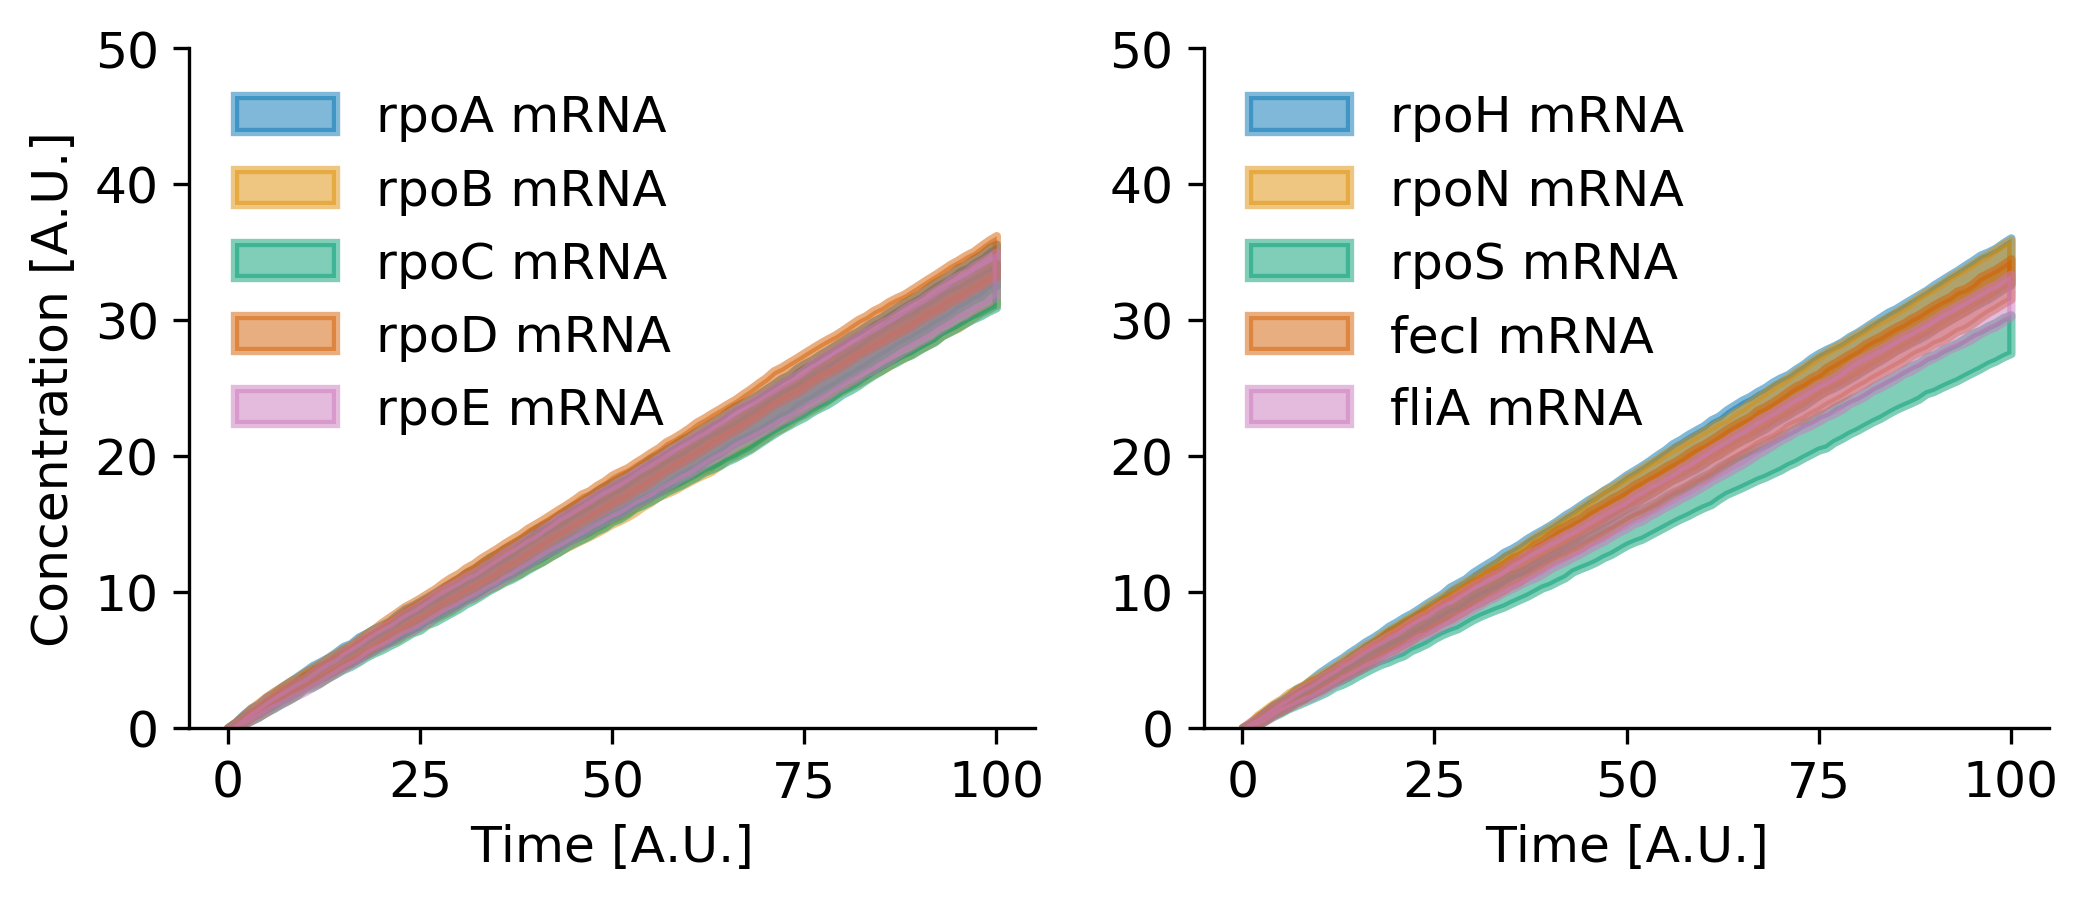 Concentration [A.U.]
50
40
30
20
10
0
rpoA mRNA
rpoB mRNA
rpoC mRNA
rpoD mRNA
rpoE mRNA
0 25 50 75 100
Time [A.U.]
50
40
30
20
10
0
rpoH mRNA
rpoN mRNA
rpoS mRNA
fecI mRNA
fliA mRNA
0 25 50 75 100
Time [A.U.]